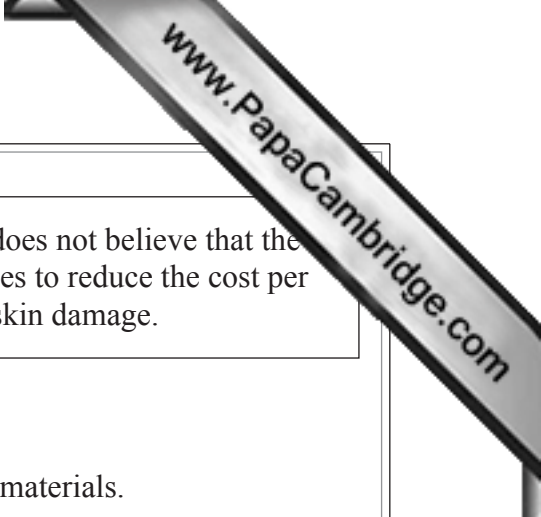 www.PapaCambridge.com
does not believe that the
es to reduce the cost per
skin damage.
materials.